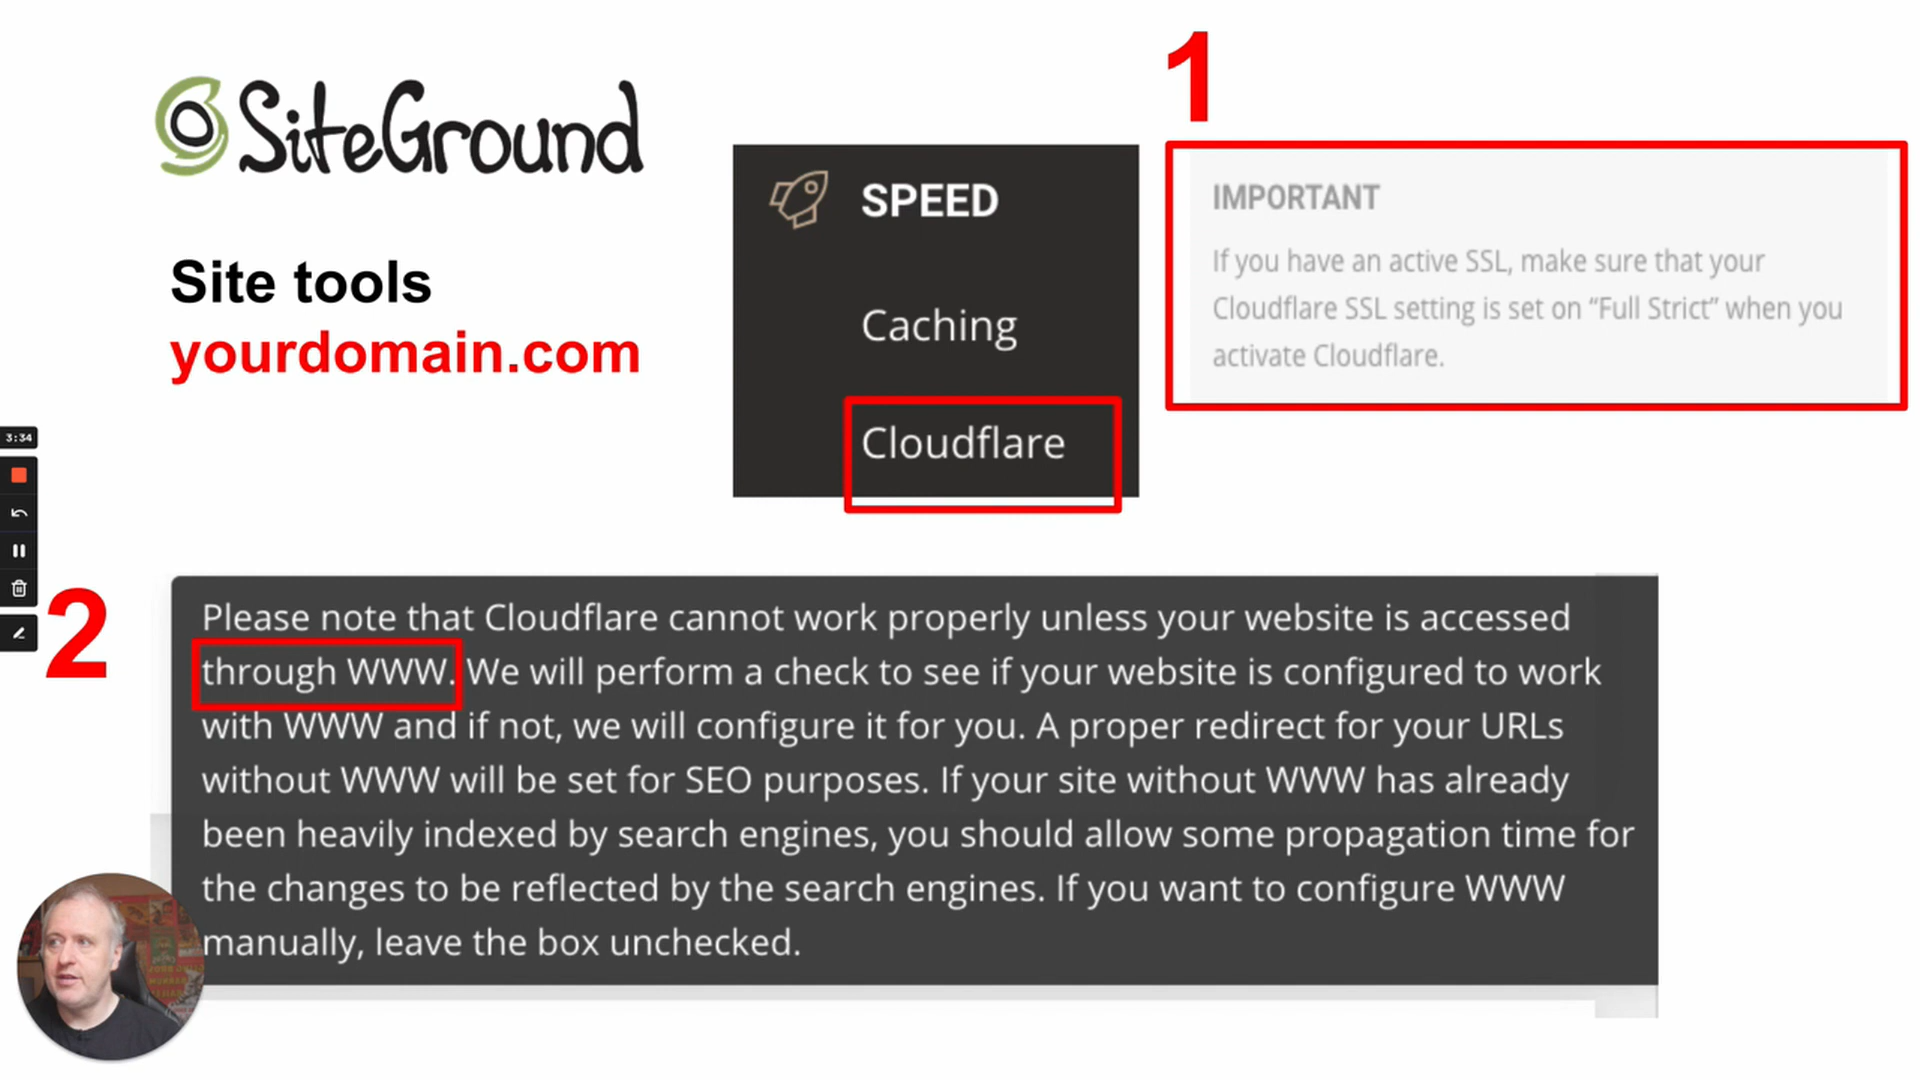 SiteGround
Site tools
yourdomain.com
SPEED
Caching
Cloudflare
1
IMPORTANT
If you have an active SSL, make sure that your
Cloudflare SSL setting is set on “Full Strict” when you
activate Cloudflare.
3:34
2
Please note that Cloudflare cannot work properly unless your website is accessed
through WWW. We will perform a check to see if your website is configured to work
with WWW and if not, we will configure it for you. A proper redirect for your URLs
without WWW will be set for SEO purposes. If your site without WWW has already
been heavily indexed by search engines, you should allow some propagation time for
the changes to be reflected by the search engines. If you want to configure WWW
manually, leave the box unchecked.